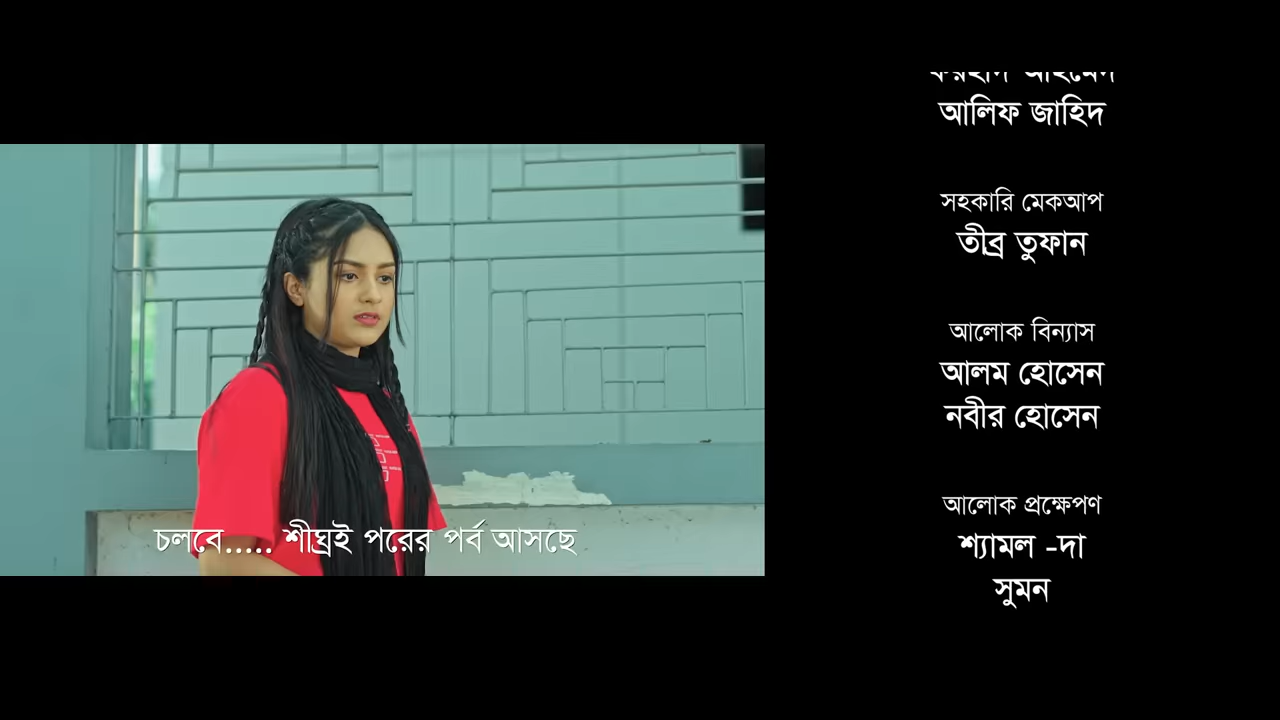 চলবে..... শীঘ্রই পরের পর্ব আসছে
আলিফ জাহিদ
সহকারি মেকআপ
তীব্র তুফান
আলোক বিন্যাস
আলম হোসেন
নবীর হোসেন
আলোক প্রক্ষেপণ
শ্যামল -দা
সুমন